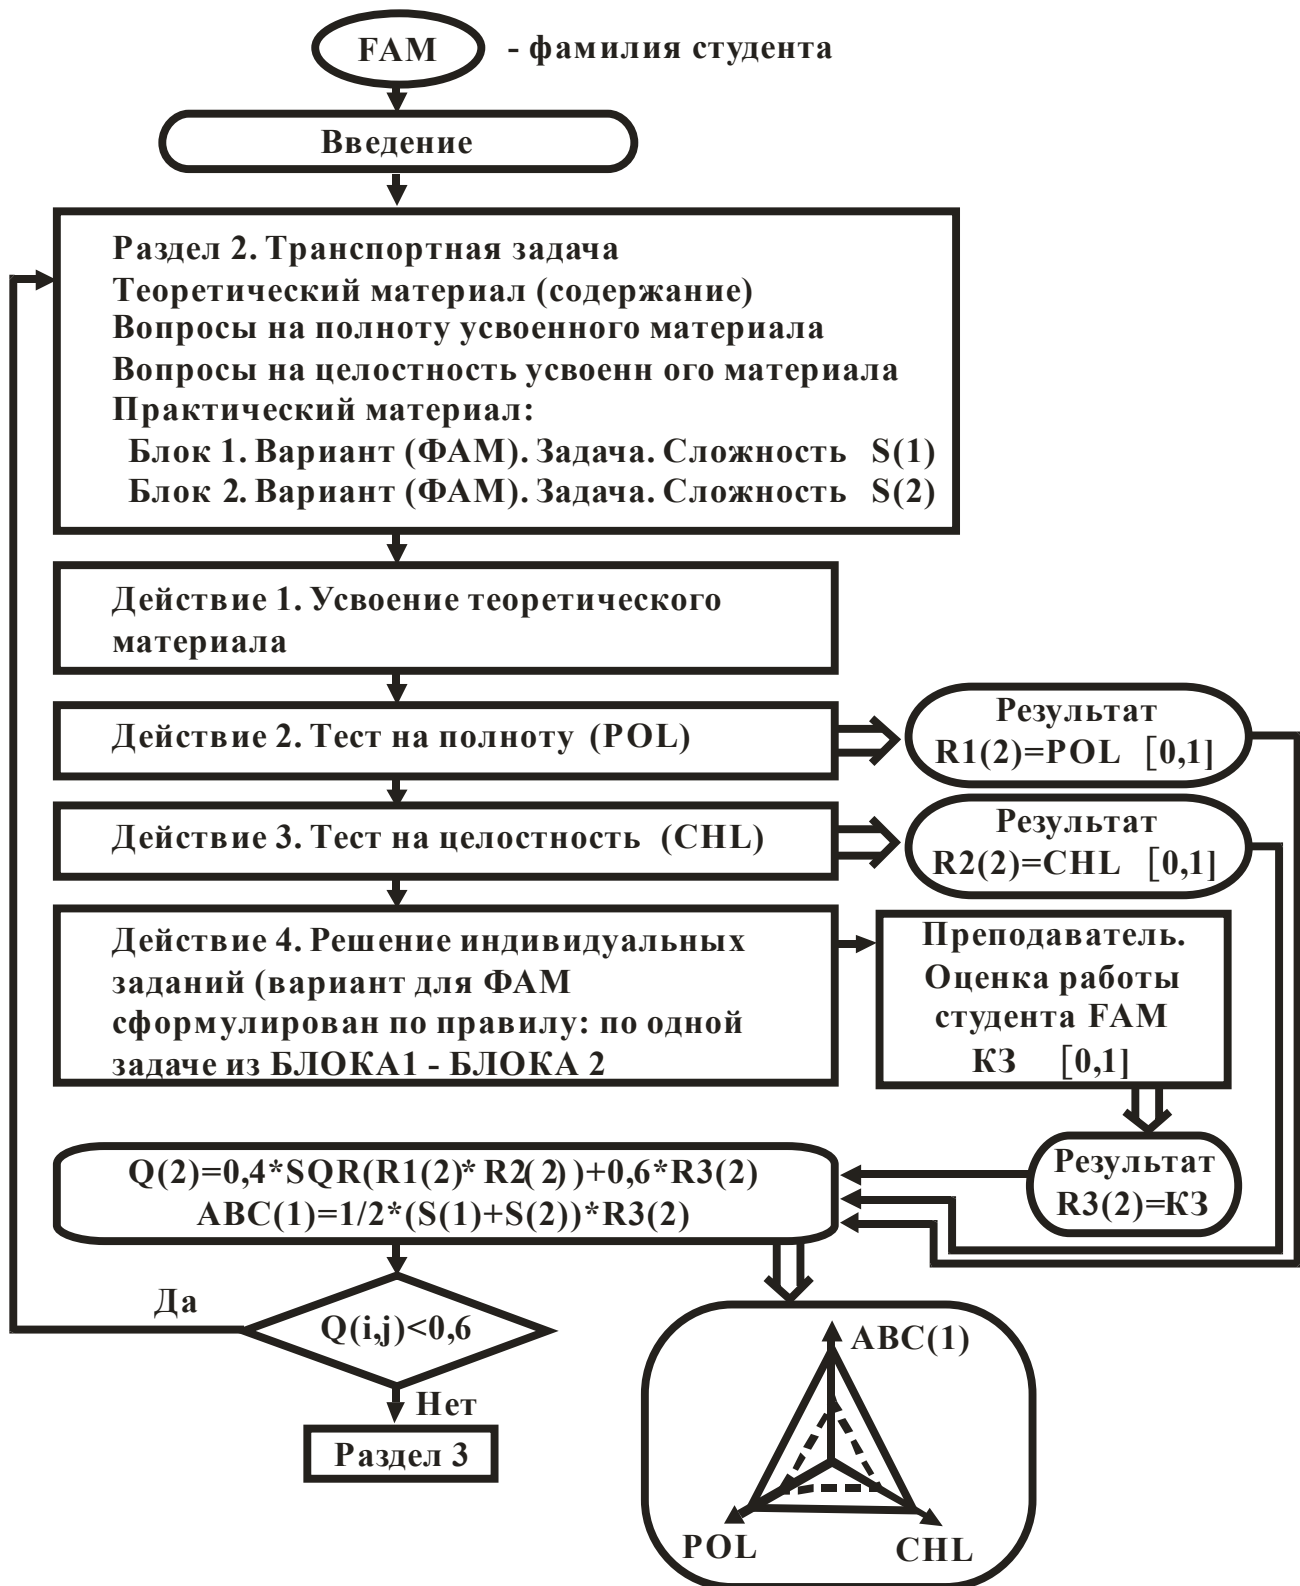 FAM - фамилия студента
Введение
Раздел 2. Транспортная задача
Теоретический материал (содержание)
Вопросы на полноту усвоенного материала
Вопросы на целостность усвоенн ого материала
Практический материал:
Блок 1. Вариант (ФАМ). Задача. Сложность S(1)
Блок 2. Вариант (ФАМ). Задача. Сложность S(2)
Действие 1. Усвоение теоретического
материала
Действие 2. Тест на полноту (POL)
Результат
R1(2)=POL [0,1]
Действие 3. Тест на целостность (CHL)
Результат
R2(2)=CHL [0,1]
Действие 4. Решение индивидуальных
заданий (вариант для ФАМ
сформулирован по правилу: по одной
задаче из БЛОКА1 - БЛОКА 2
Преподаватель.
Оценка работы
студента FAM
КЗ [0,1]
Результат
R3(2)=КЗ
Q(2)=0,4*SQR(R1(2)* R2(2))+0,6*R3(2)
ABC(1)=1/2*(S(1)+S(2))*R3(2)
Да
Q(i,j)<0,6
Нет
Раздел 3
ABC(1)
POL
CHL